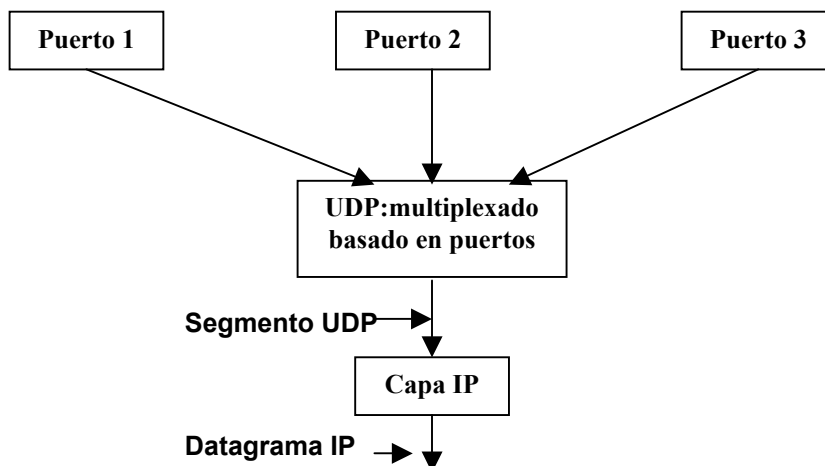 Puerto 1
Puerto 2
Puerto 3
UDP:multiplexado
basado en puertos
Segmento UDP
Capa IP
Datagrama IP